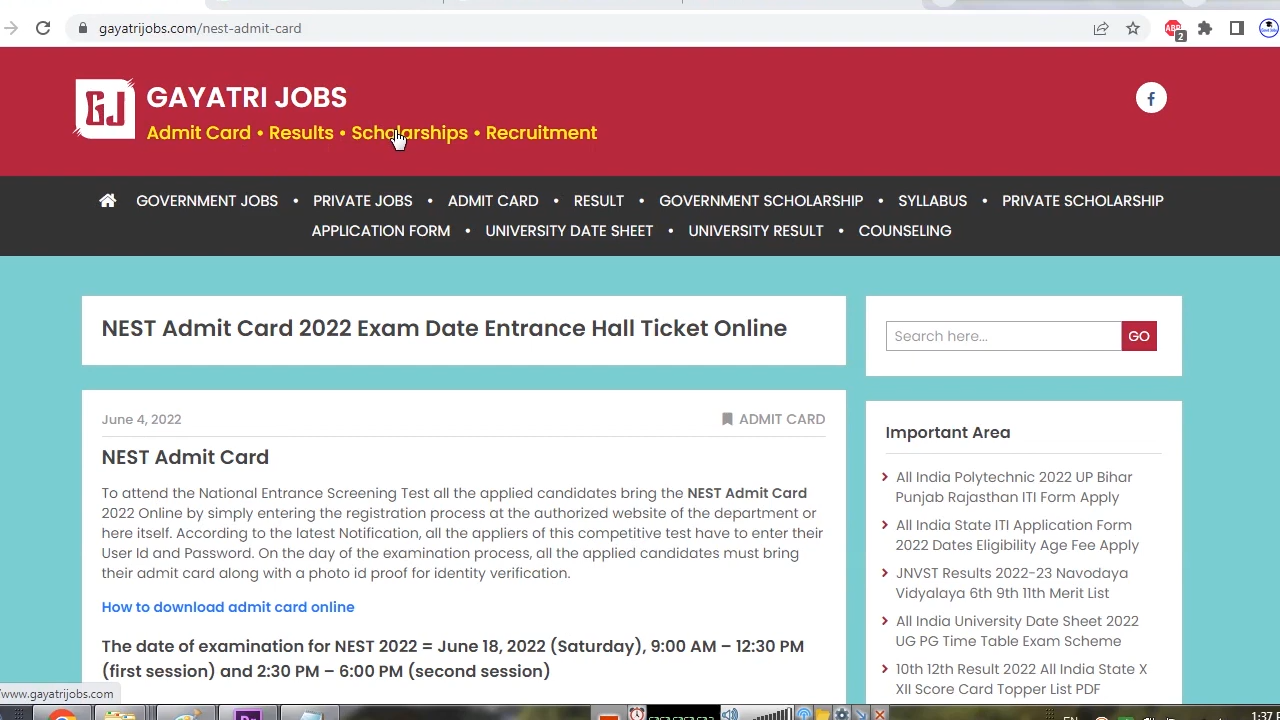 gayatrijobs.com/nest-admit-card
ABP
2
GJ
GAYATRI JOBS
Admit Card • Results • Scholarships • Recruitment
GOVERNMENT JOBS • PRIVATE JOBS • ADMIT CARD • RESULT • GOVERNMENT SCHOLARSHIP • SYLLABUS • PRIVATE SCHOLARSHIP
APPLICATION FORM • UNIVERSITY DATE SHEET • UNIVERSITY RESULT • COUNSELING
NEST Admit Card 2022 Exam Date Entrance Hall Ticket Online
June 4, 2022
ADMIT CARD
NEST Admit Card
To attend the National Entrance Screening Test all the applied candidates bring the NEST Admit Card
2022 Online by simply entering the registration process at the authorized website of the department or
here itself. According to the latest Notification, all the appliers of this competitive test have to enter their
User Id and Password. On the day of the examination process, all the applied candidates must bring
their admit card along with a photo id proof for identity verification.
How to download admit card online
The date of examination for NEST 2022 = June 18, 2022 (Saturday), 9:00 AM – 12:30 PM
(first session) and 2:30 PM – 6:00 PM (second session)
Search here...
GO
Important Area
All India Polytechnic 2022 UP Bihar
Punjab Rajasthan ITI Form Apply
All India State ITI Application Form
2022 Dates Eligibility Age Fee Apply
JNVST Results 2022-23 Navodaya
Vidyalaya 6th 9th 11th Merit List
All India University Date Sheet 2022
UG PG Time Table Exam Scheme
10th 12th Result 2022 All India State X
XII Score Card Topper List PDF
/www.gayatrijobs.com
EN